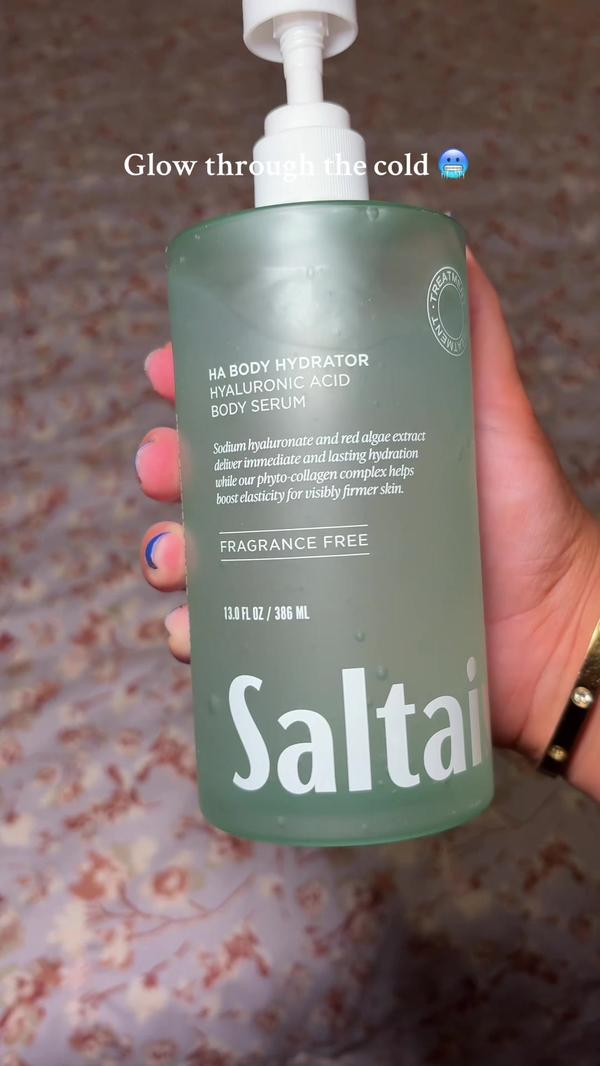 Glow through the cold 🥶
TREATMENT · TREATMENT
HA BODY HYDRATOR
HYALURONIC ACID
BODY SERUM
Sodium hyaluronate and red algae extract
deliver immediate and lasting hydration
while our phyto-collagen complex helps
boost elasticity for visibly firmer skin.
FRAGRANCE FREE
13.0 FL OZ / 386 ML
Saltai